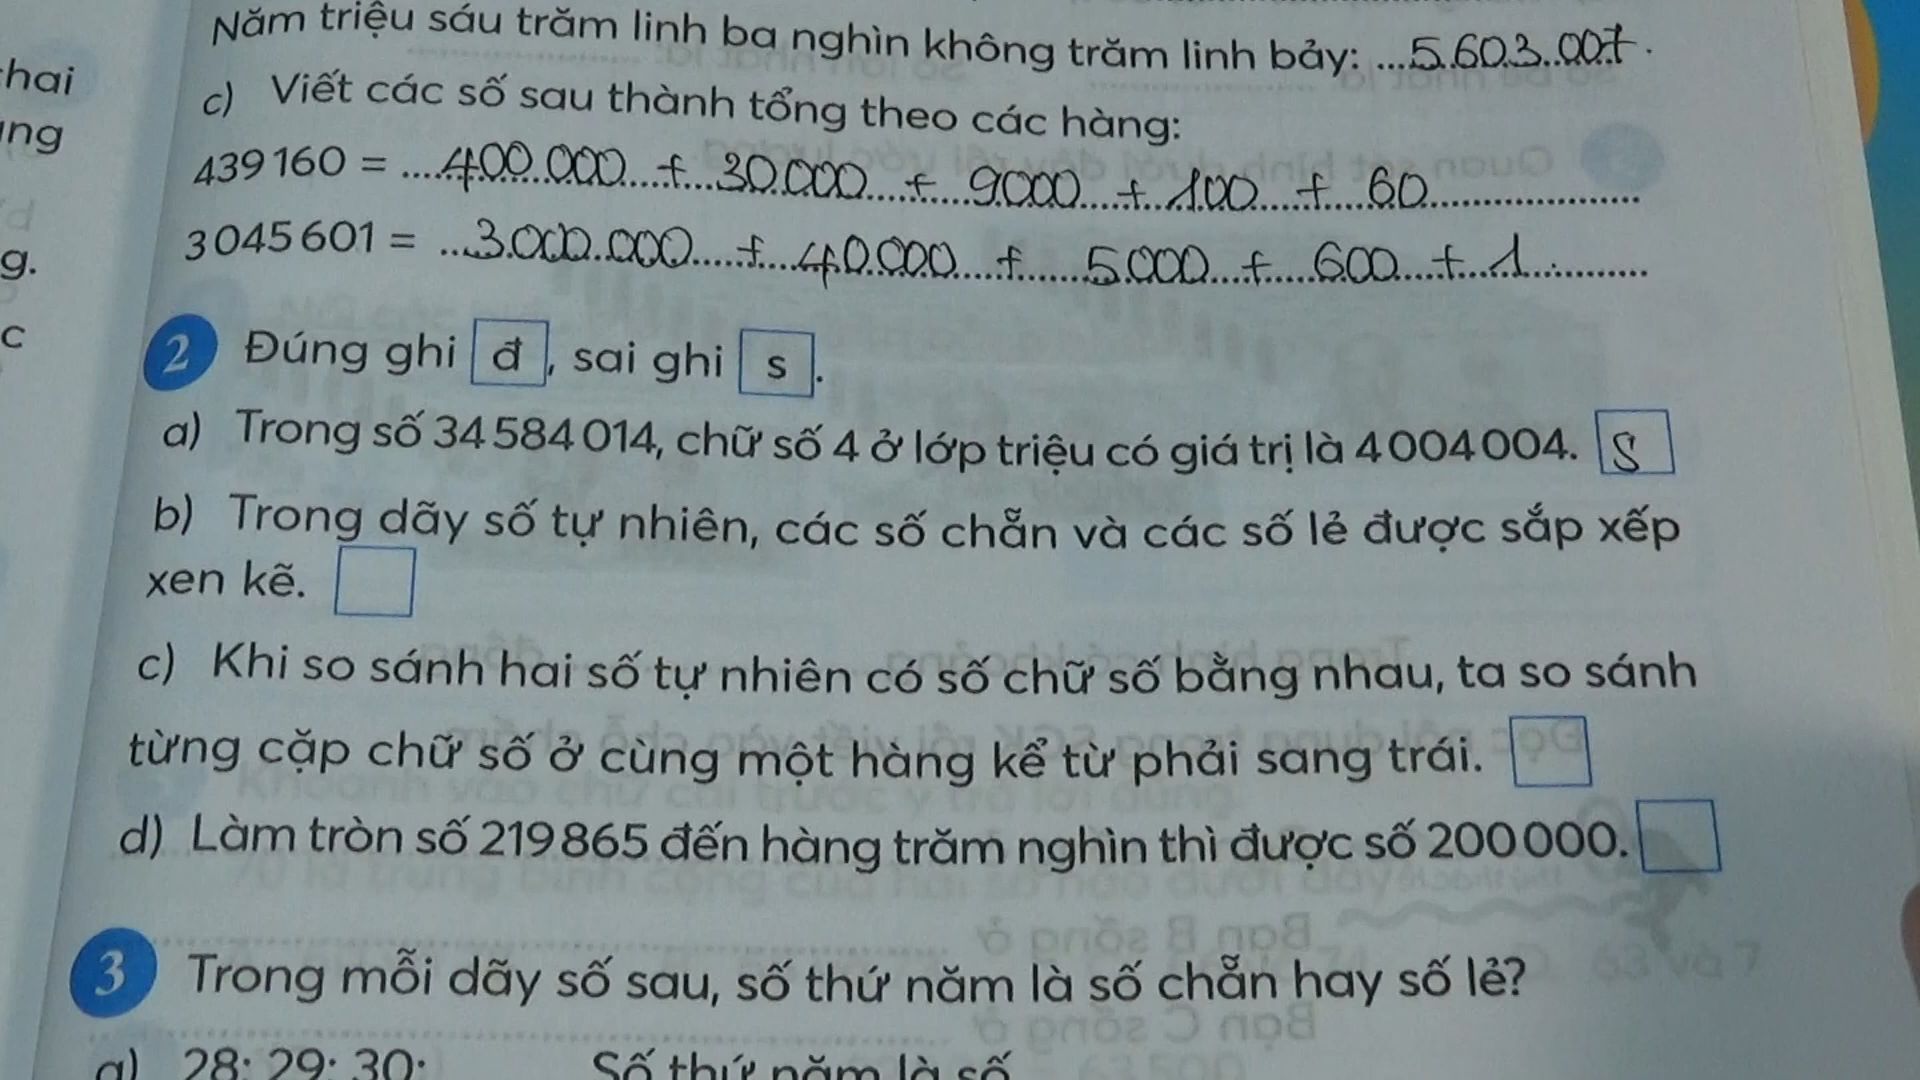 Năm triệu sáu trăm linh ba nghìn không trăm linh bảy: ...5.603.007.
hai
c) Viết các số sau thành tổng theo các hàng:
ng
439 160 = ...400.000 + 30.000 + 9.000 + 100 + 60
3 045 601 = ...3.000.000 + 40.000 + 5.000 + 600 + 1
g.
c
2 Đúng ghi đ, sai ghi s.
a) Trong số 34 584 014, chữ số 4 ở lớp triệu có giá trị là 4 004 004. S
b) Trong dãy số tự nhiên, các số chẵn và các số lẻ được sắp xếp
xen kẽ.
c) Khi so sánh hai số tự nhiên có số chữ số bằng nhau, ta so sánh
từng cặp chữ số ở cùng một hàng kể từ phải sang trái.
d) Làm tròn số 219 865 đến hàng trăm nghìn thì được số 200 000.
3 Trong mỗi dãy số sau, số thứ năm là số chẵn hay số lẻ?
a) 28; 29; 30; Số thứ năm là số